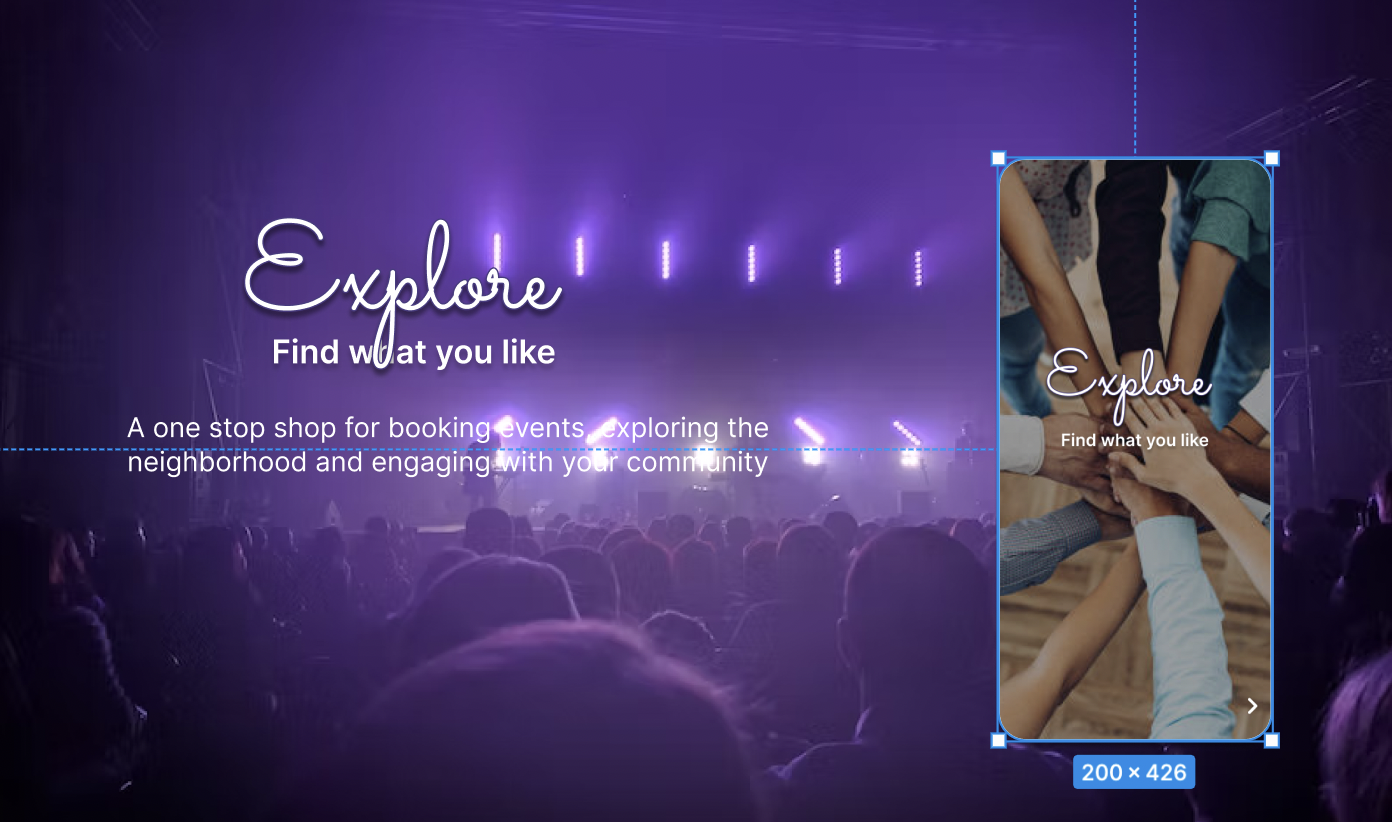 Explore
Find what you like
A one stop shop for booking events, exploring the
neighborhood and engaging with your community
Explore
Find what you like
200 × 426